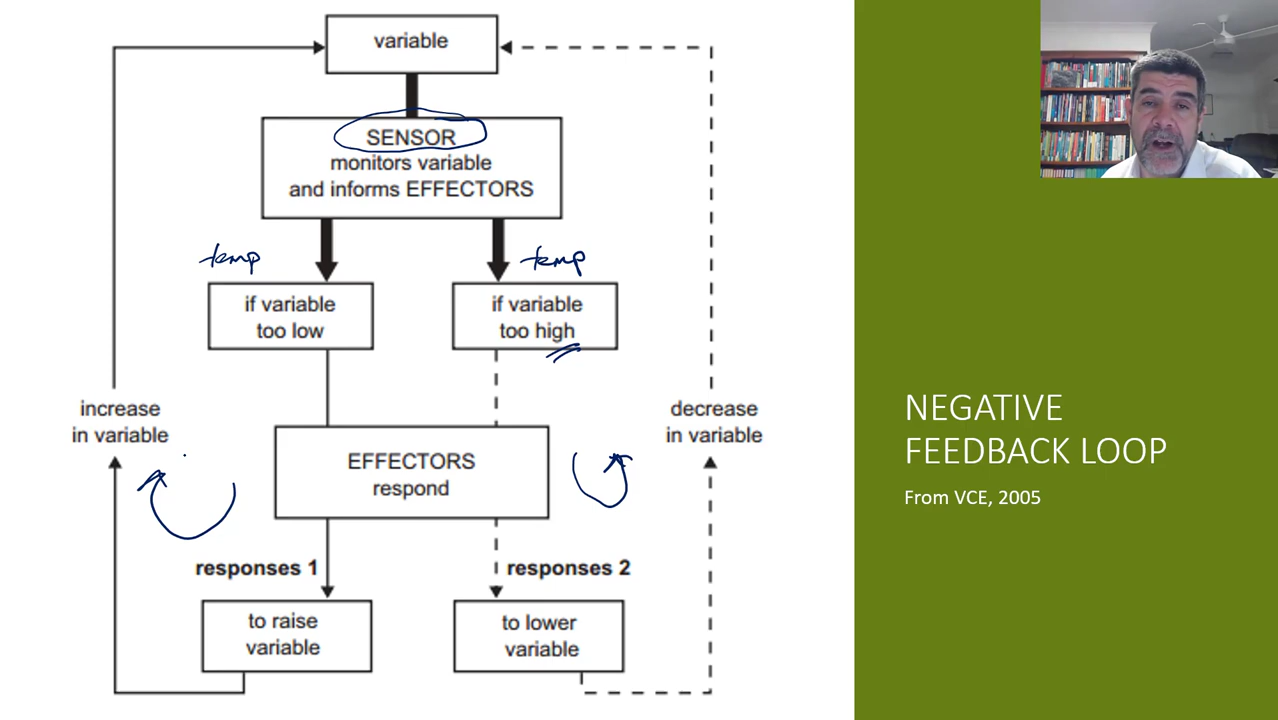 variable
SENSOR
monitors variable
and informs EFFECTORS
temp
temp
if variable
too low
if variable
too high
increase
in variable
decrease
in variable
EFFECTORS
respond
responses 1
responses 2
to raise
variable
to lower
variable
NEGATIVE
FEEDBACK LOOP
From VCE, 2005